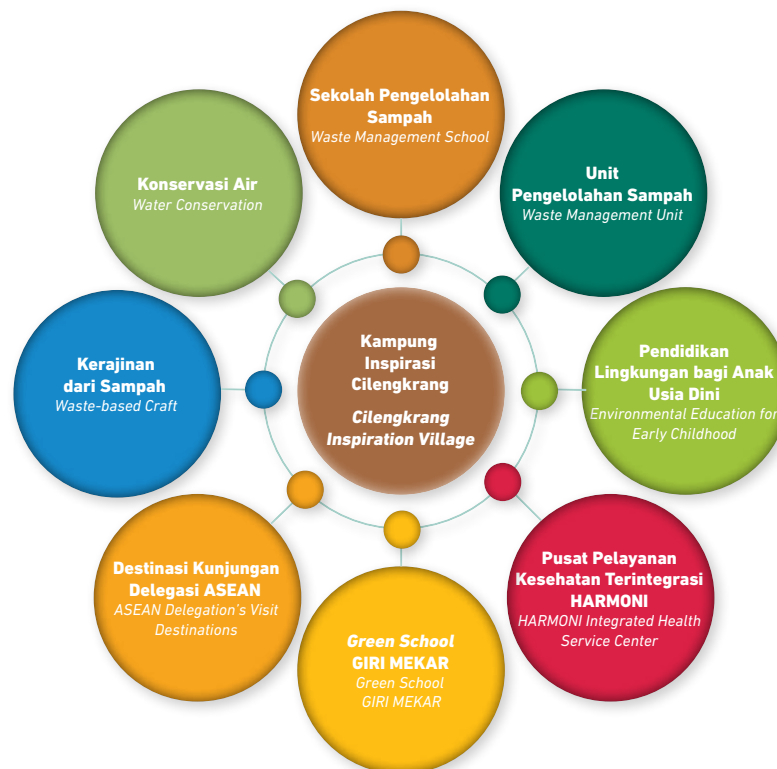 Sekolah Pengelolahan
Sampah
Waste Management School
Unit
Pengelolahan Sampah
Waste Management Unit
Konservasi Air
Water Conservation
Kampung
Inspirasi
Cilengkrang
Cilengkrang
Inspiration Village
Pendidikan
Lingkungan bagi Anak
Usia Dini
Environmental Education for
Early Childhood
Kerajinan
dari Sampah
Waste-based Craft
Pusat Pelayanan
Kesehatan Terintegrasi
HARMONI
HARMONI Integrated Health
Service Center
Destinasi Kunjungan
Delegasi ASEAN
ASEAN Delegation's Visit
Destinations
Green School
GIRI MEKAR
Green School
GIRI MEKAR